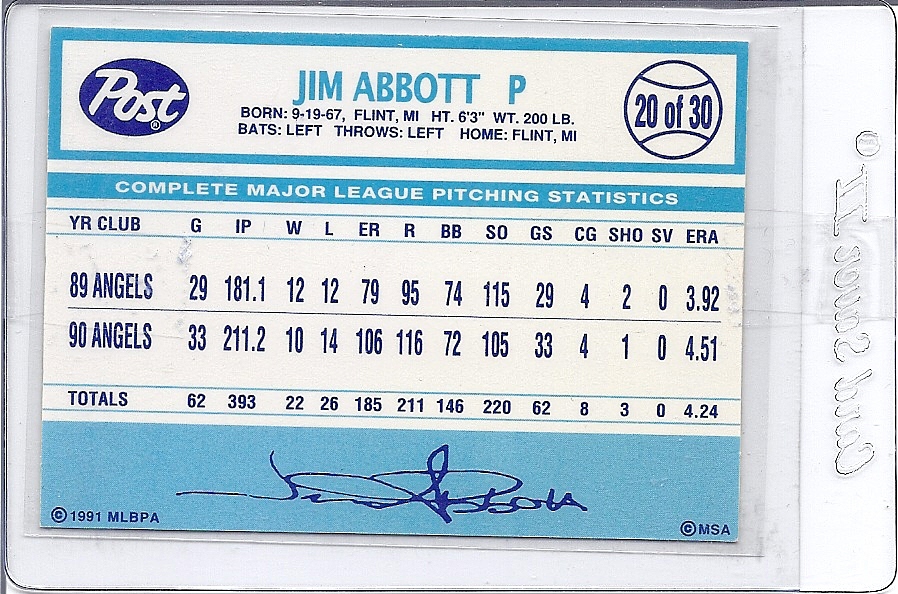 Post®
JIM ABBOTT P
BORN: 9-19-67, FLINT, MI HT. 6'3" WT. 200 LB.
BATS: LEFT THROWS: LEFT HOME: FLINT, MI
20 of 30
COMPLETE MAJOR LEAGUE PITCHING STATISTICS
YR CLUB G IP W L ER R BB SO GS CG SHO SV ERA
89 ANGELS 29 181.1 12 12 79 95 74 115 29 4 2 0 3.92
90 ANGELS 33 211.2 10 14 106 116 72 105 33 4 1 0 4.51
TOTALS 62 393 22 26 185 211 146 220 62 8 3 0 4.24
Jim Abbott
© 1991 MLBPA
© MSA
Card Saver II ®